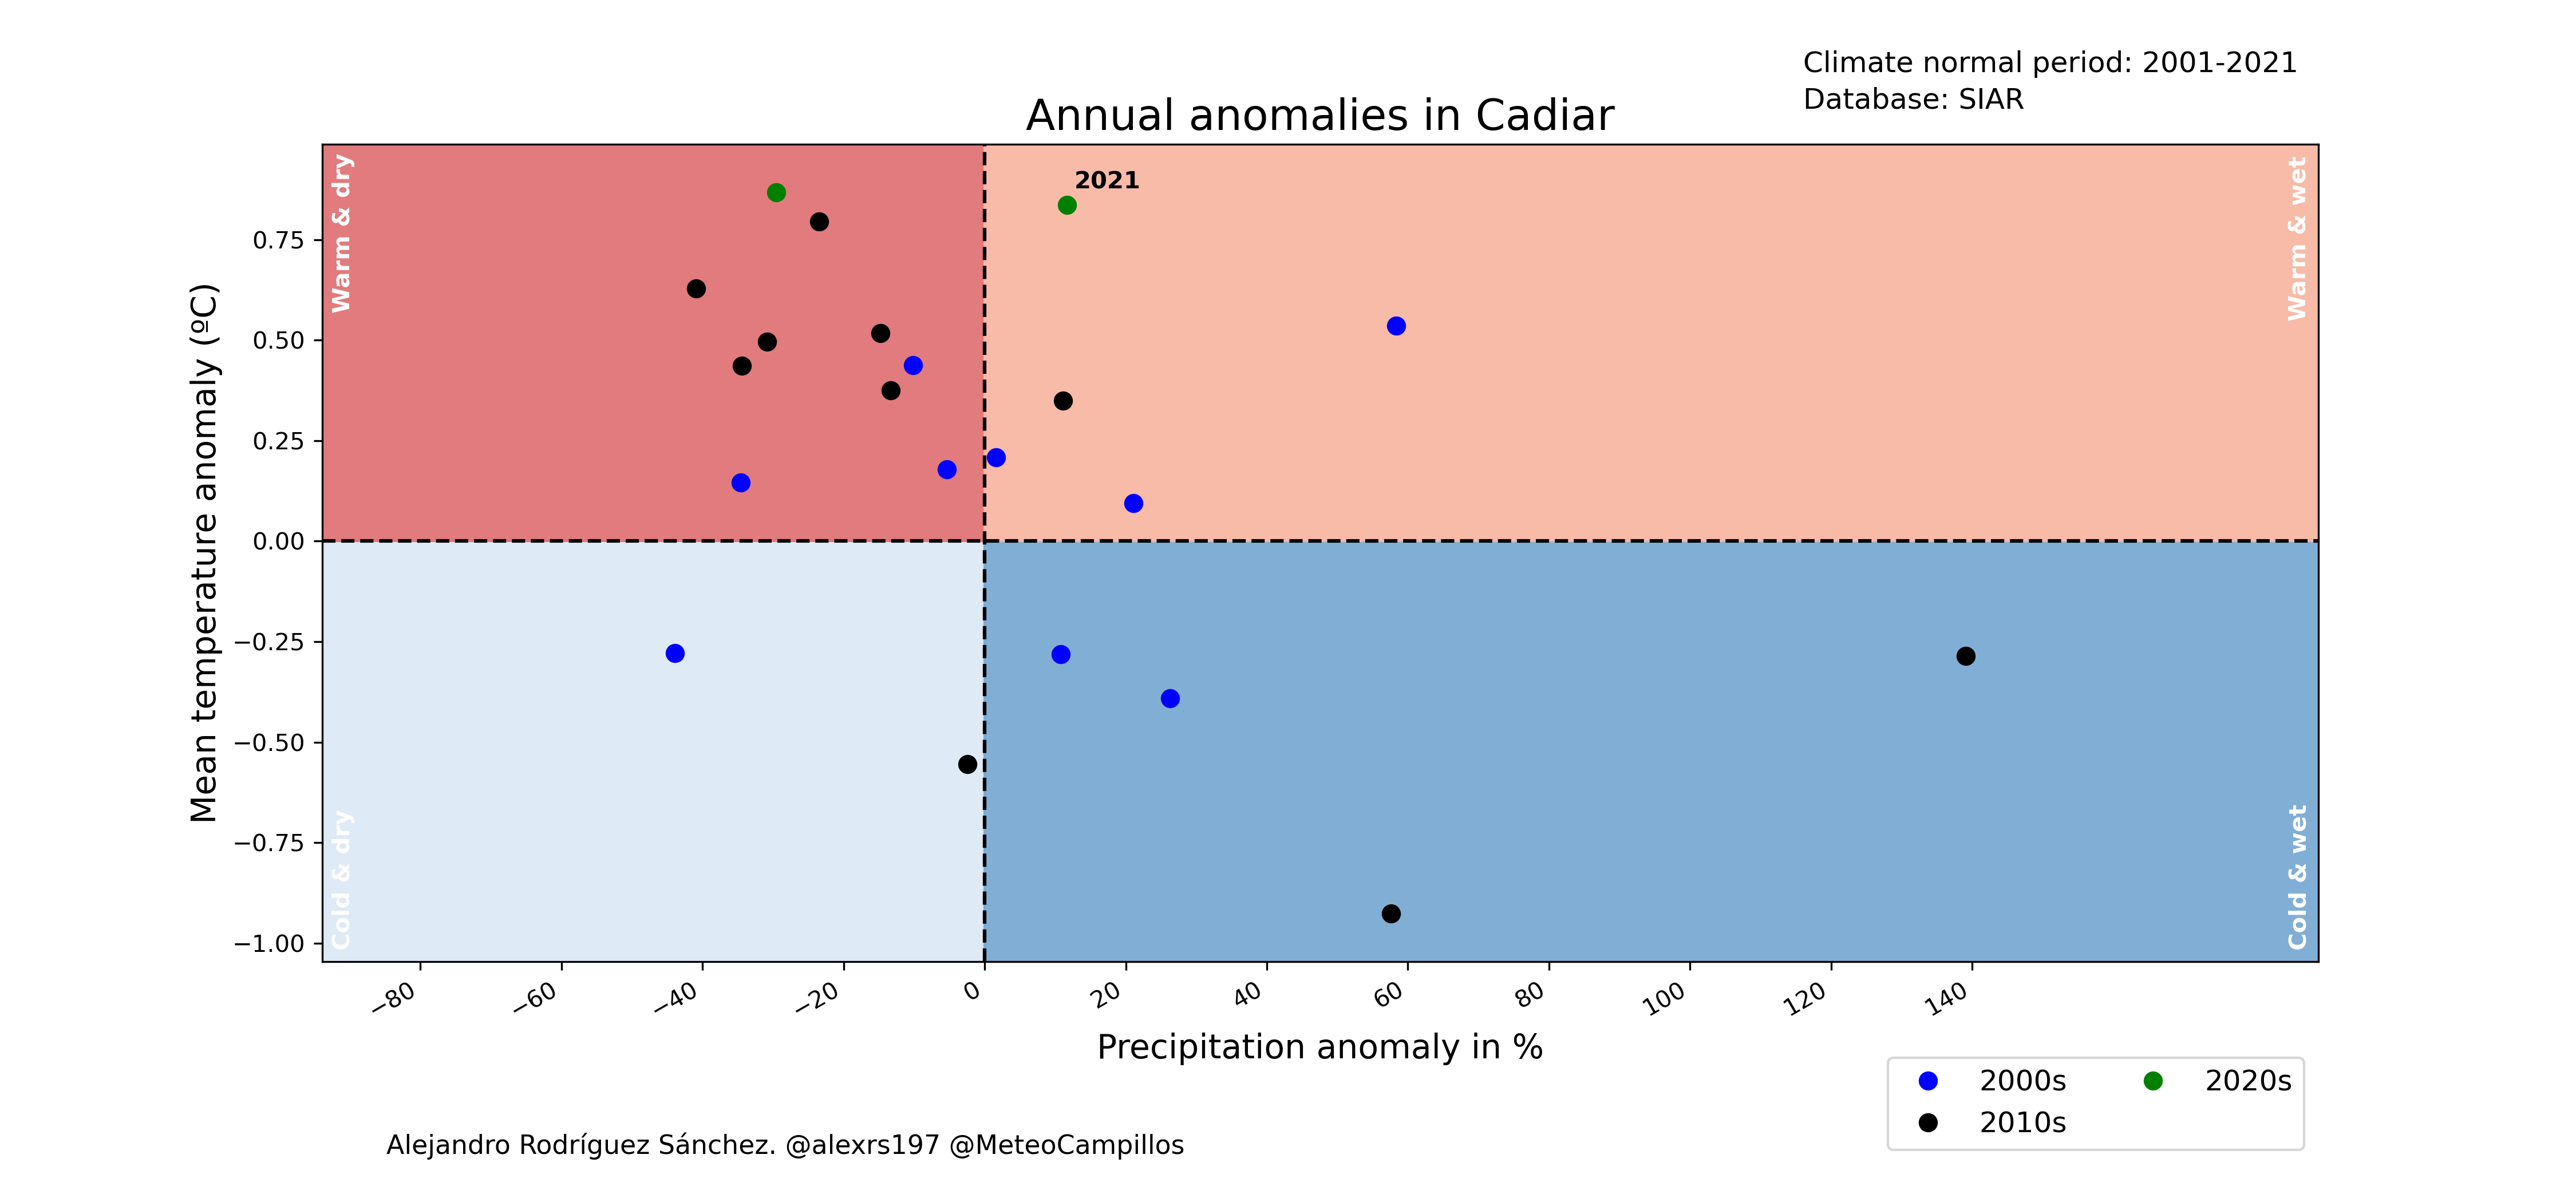 Climate normal period: 2001-2021
Database: SIAR
Annual anomalies in Cadiar
Warm & dry
Warm & wet
2021
0.75
0.50
0.25
0.00
−0.25
−0.50
−0.75
−1.00
Mean temperature anomaly (ºC)
Cold & dry
Cold & wet
−80
−60
−40
−20
0
20
40
60
80
100
120
140
Precipitation anomaly in %
2000s
2020s
2010s
Alejandro Rodríguez Sánchez. @alexrs197 @MeteoCampillos